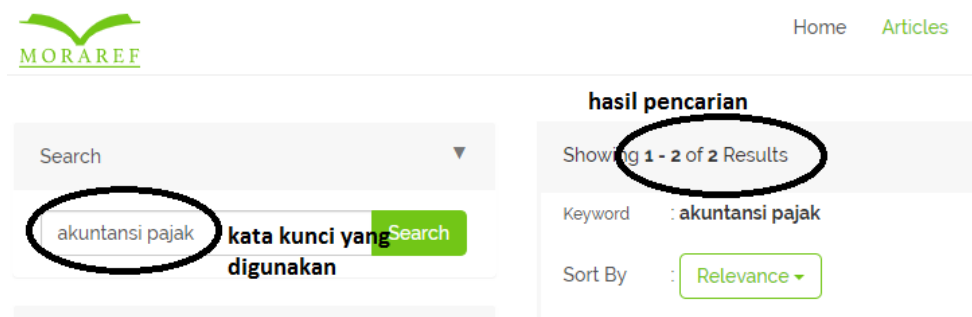 MORAREF
Home Articles
hasil pencarian
Search ▼
Showing 1 - 2 of 2 Results
akuntansi pajak
Search
kata kunci yang
digunakan
Keyword : akuntansi pajak
Sort By : Relevance